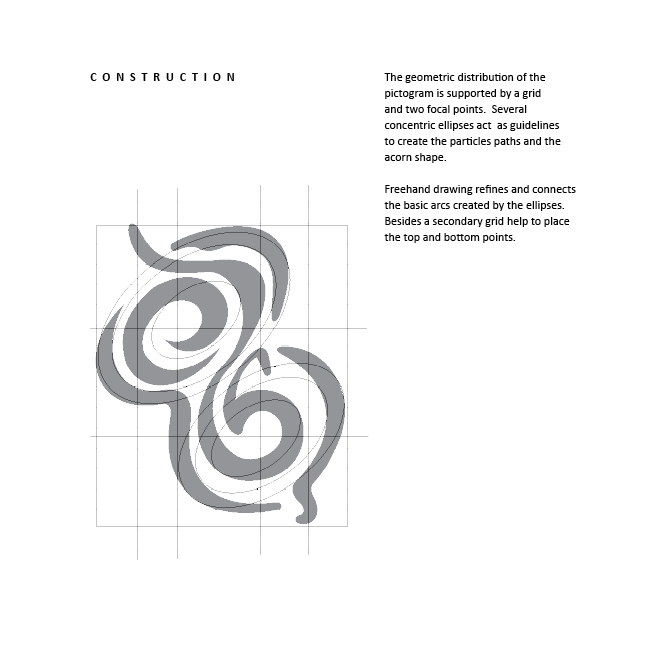 CONSTRUCTION
The geometric distribution of the
pictogram is supported by a grid
and two focal points. Several
concentric ellipses act as guidelines
to create the particles paths and the
acorn shape.
Freehand drawing refines and connects
the basic arcs created by the ellipses.
Besides a secondary grid help to place
the top and bottom points.